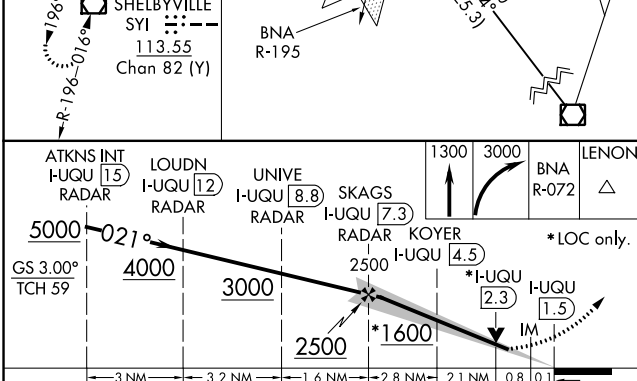 SHELBYVILLE
SYI
113.55
Chan 82 (Y)
196°
R-196
016°
BNA
R-195
5.3)
ATKNS INT
I-UQU 15
RADAR
LOUDN
I-UQU 12
RADAR
UNIVE
I-UQU 8.8
RADAR
SKAGS
I-UQU 7.3
RADAR
KOYER
I-UQU 4.5
1300
3000
BNA
R-072
LENON
*LOC only.
*I-UQU
2.3
I-UQU
1.5
5000
021°
4000
3000
2500
2500
*1600
IM
GS 3.00°
TCH 59
3 NM
3.2 NM
1.6 NM
2.8 NM
2.1 NM
0.8
0.1